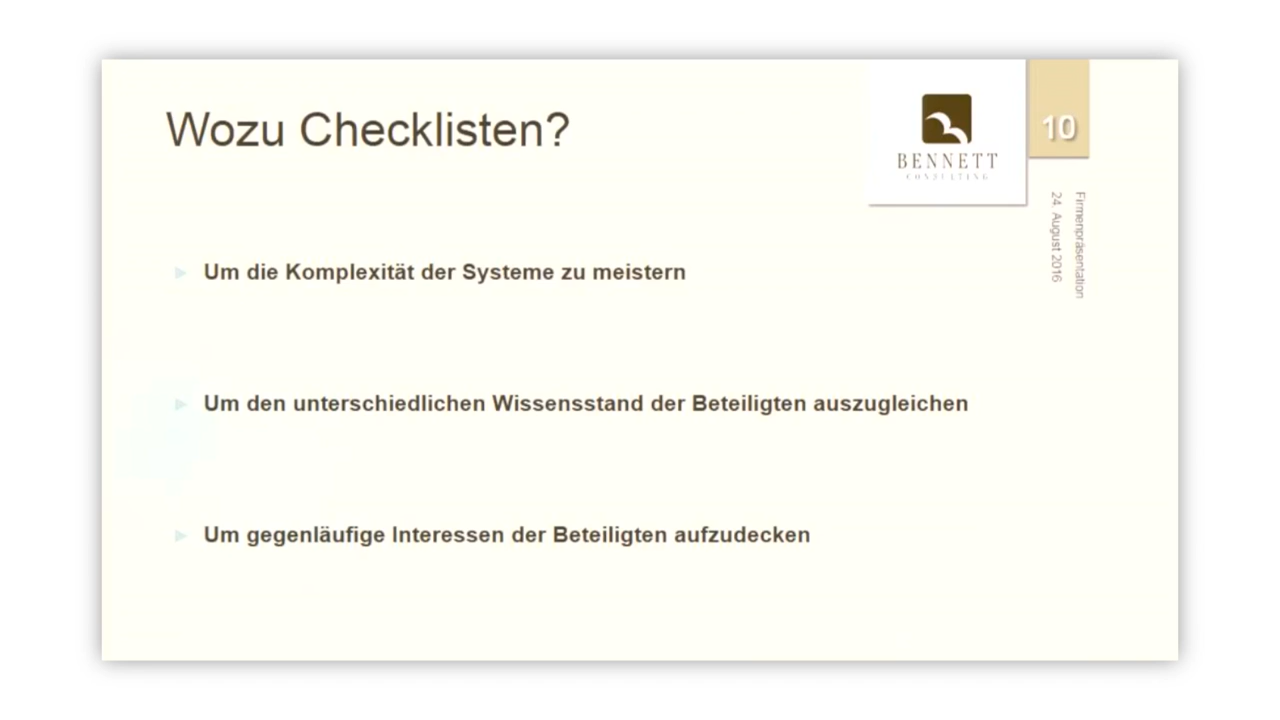 Wozu Checklisten?
BENNETT
CONSULTING
10
Firmenpräsentation
24. August 2016
Um die Komplexität der Systeme zu meistern
Um den unterschiedlichen Wissensstand der Beteiligten auszugleichen
Um gegenläufige Interessen der Beteiligten aufzudecken